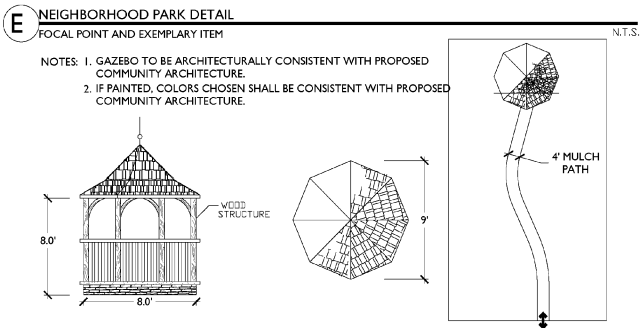 E
NEIGHBORHOOD PARK DETAIL
FOCAL POINT AND EXEMPLARY ITEM
N.T.S.
NOTES: 1. GAZEBO TO BE ARCHITECTURALLY CONSISTENT WITH PROPOSED
COMMUNITY ARCHITECTURE.
2. IF PAINTED, COLORS CHOSEN SHALL BE CONSISTENT WITH PROPOSED
COMMUNITY ARCHITECTURE.
4' MULCH
PATH
WOOD
STRUCTURE
9'
8.0'
8.0'